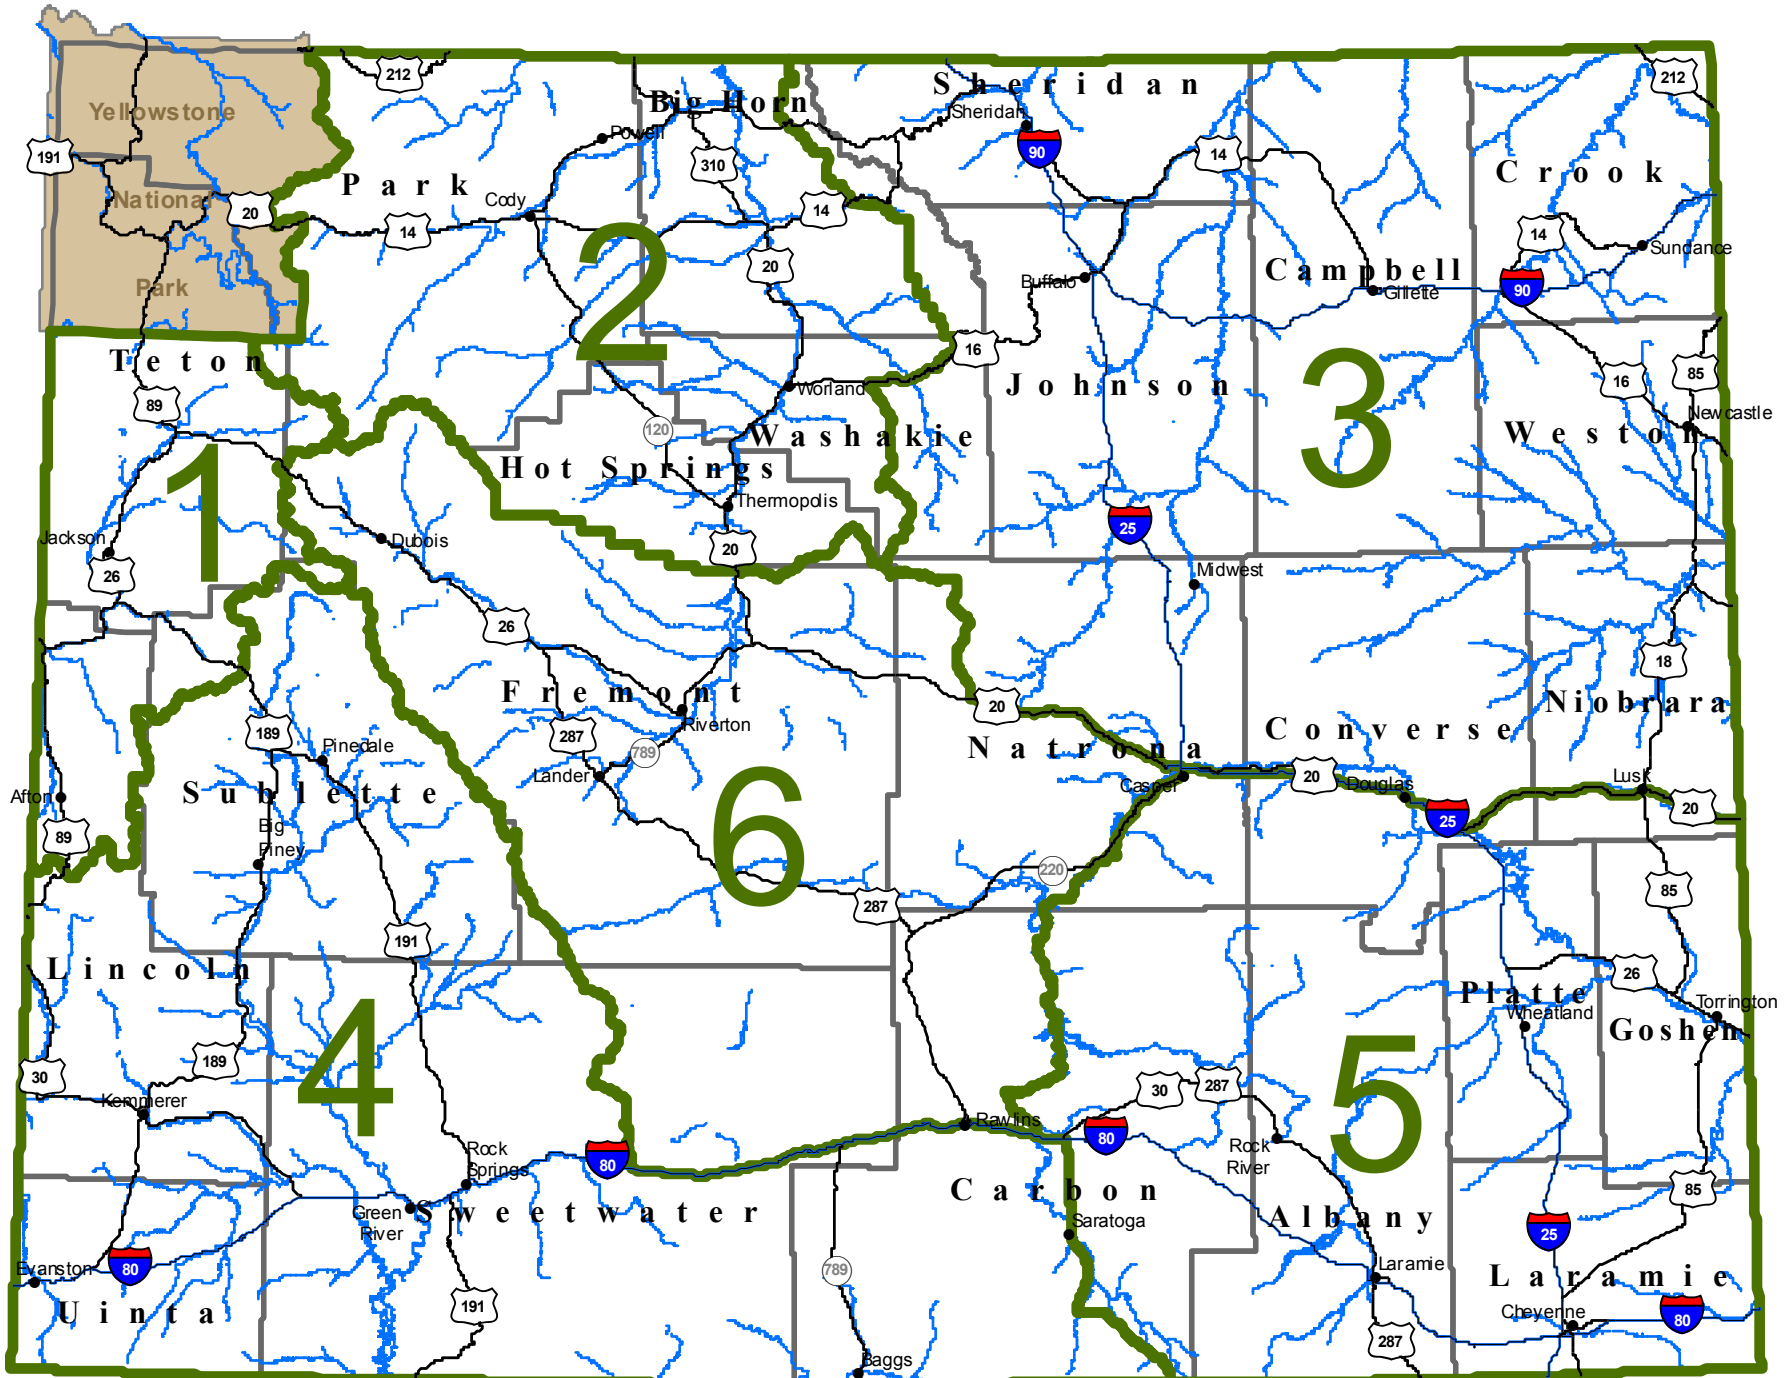 212
212
Sheridan
Big Horn
Sheridan
Yellowstone
Powell
90
191
310
14
Crook
Park
National
Cody
20
14
14
14
2
20
Sundance
Park
Buffalo
Campbell
Gillette
90
Teton
16
3
Johnson
16
85
Worland
89
Newcastle
120
Washakie
Weston
1
Hot Springs
Thermopolis
25
Jackson
Dubois
20
26
Midwest
26
18
Fremont
Niobrara
20
189
Riverton
287
Converse
Pinedale
789
Natrona
Lander
6
20
Lusk
Casper
Douglas
Sublette
Afton
20
Big
Piney
89
25
220
85
287
191
Lincoln
26
Platte
Torrington
Wheatland
Goshen
4
5
189
30
30
287
Kemmerer
Rawlins
80
Rock
Springs
Rock
River
80
Carbon
85
Green
River
Sweetwater
Saratoga
Albany
25
Evanston
80
789
Laramie
Laramie
Uinta
191
Cheyenne
80
287
Baggs